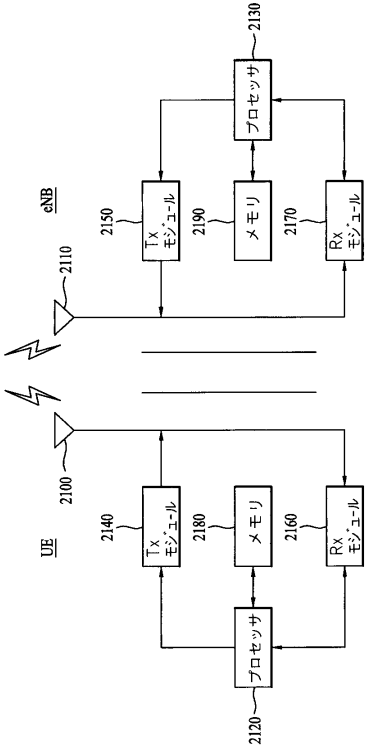 UE
eNB
2100
2110
2140
Tx
モジュール
2150
Tx
モジュール
2120
プロセッサ
2180
メモリ
2190
メモリ
2130
プロセッサ
2160
Rx
モジュール
2170
Rx
モジュール